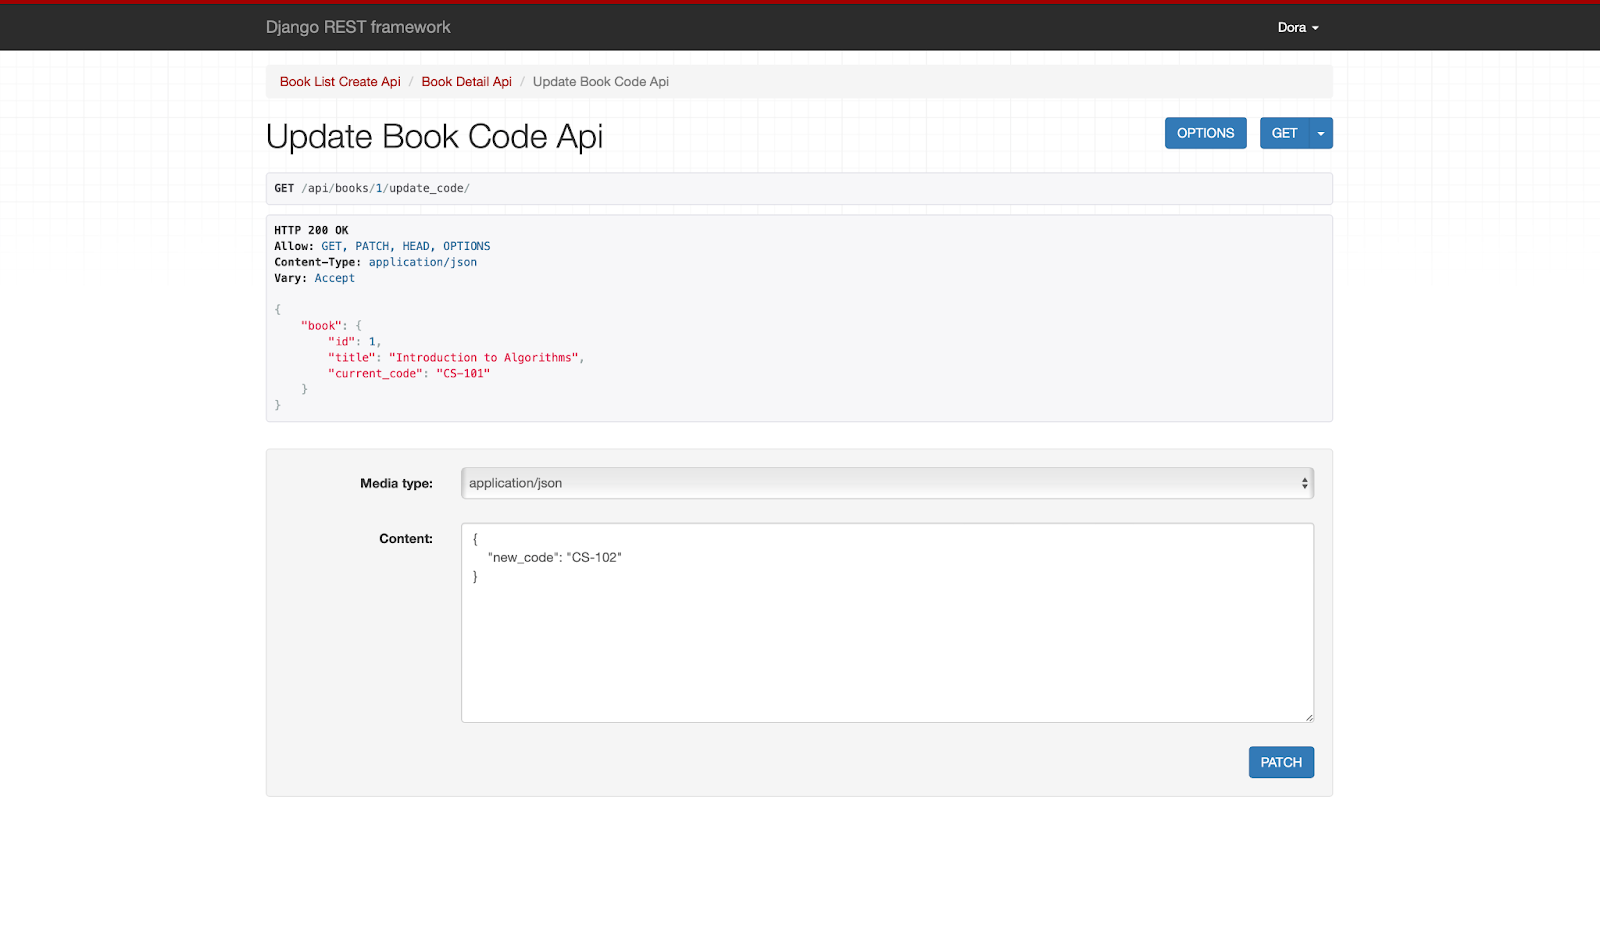 Django REST framework
Dora
Book List Create Api / Book Detail Api / Update Book Code Api
Update Book Code Api
OPTIONS
GET
GET /api/books/1/update_code/
HTTP 200 OK
Allow: GET, PATCH, HEAD, OPTIONS
Content-Type: application/json
Vary: Accept
{
    "book": {
        "id": 1,
        "title": "Introduction to Algorithms",
        "current_code": "CS-101"
    }
}
Media type:
application/json
Content:
{
    "new_code": "CS-102"
}
PATCH